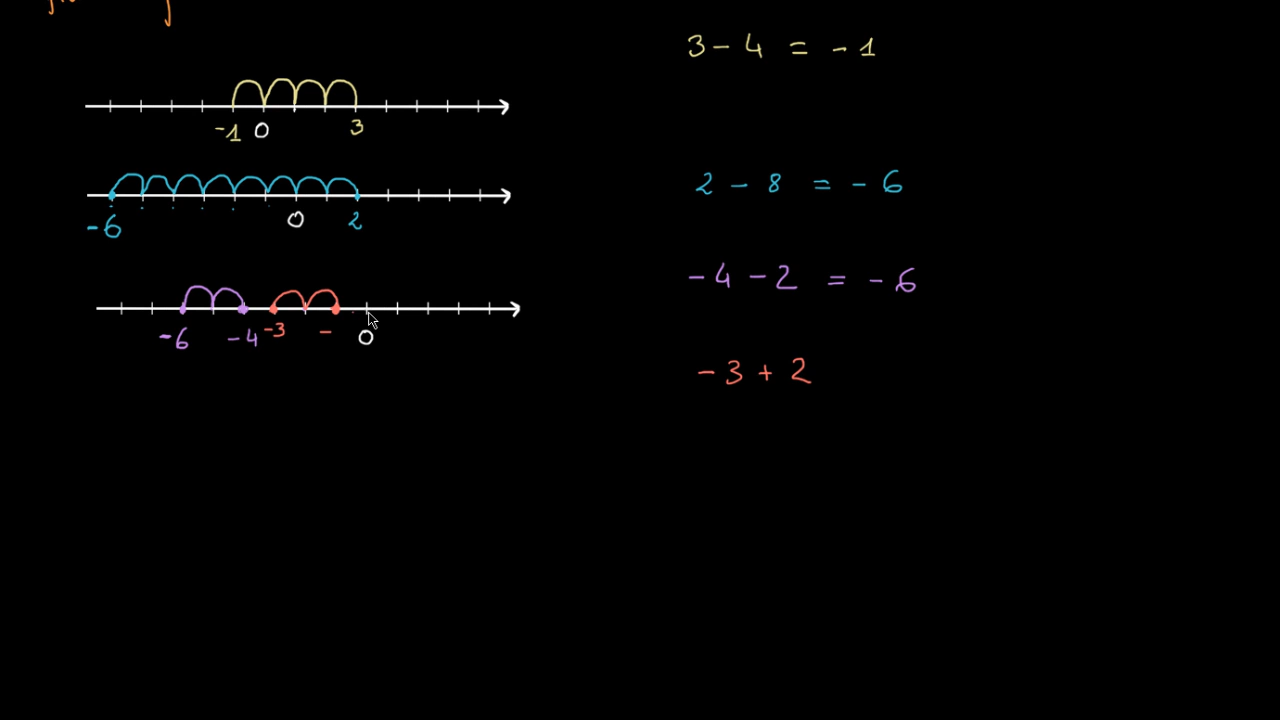 3 - 4 = - 1
-1 0 3
2 - 8 = - 6
-6 0 2
- 4 - 2 = - 6
-6 -4 -3 - 0
- 3 + 2